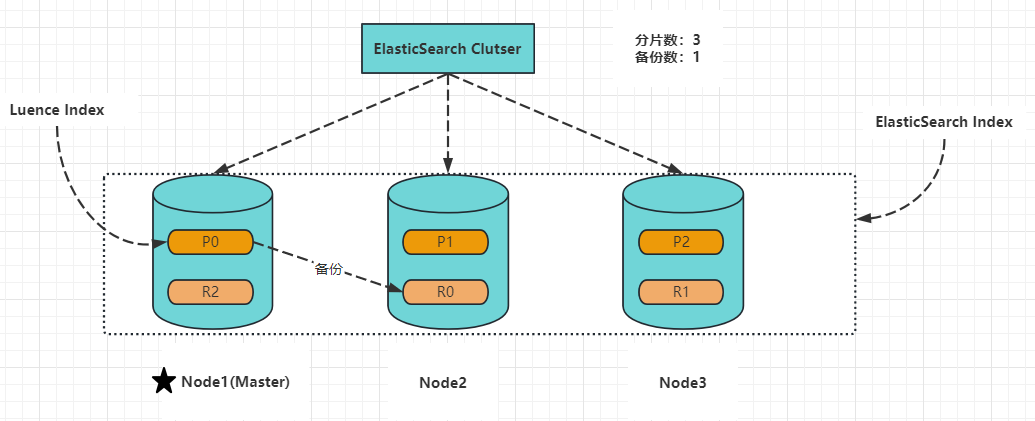 ElasticSearch Clutser
分片数：3
备份数：1
Luence Index
ElasticSearch Index
P0
P1
P2
备份
R2
R0
R1
Node1(Master)
Node2
Node3